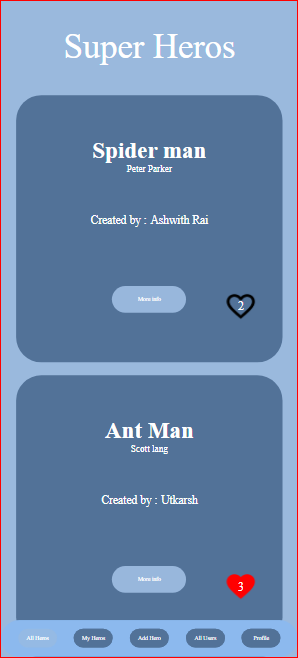 Super Heros
Spider man
Peter Parker
Created by : Ashwith Rai
More info
2
Ant Man
Scott lang
Created by : Utkarsh
More info
3
All Heros My Heros Add Hero All Users Profile